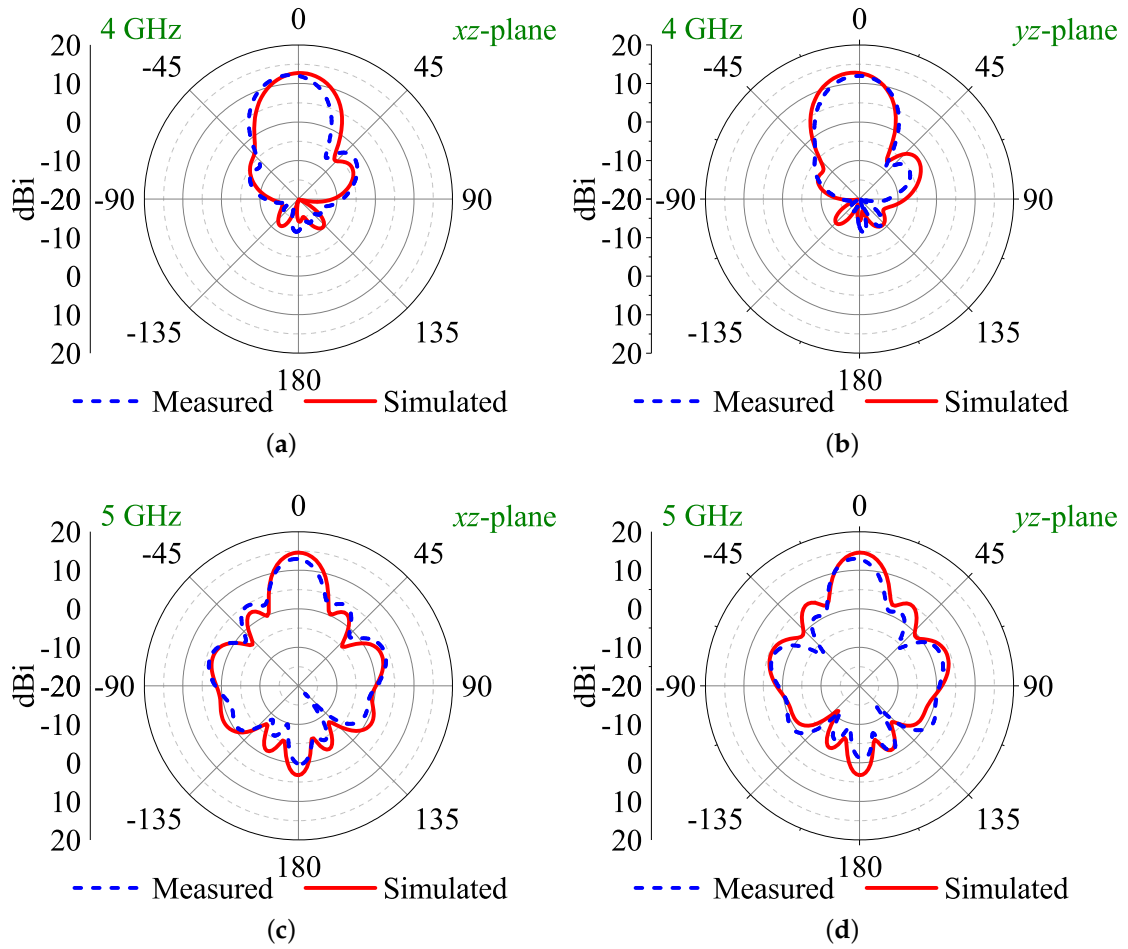 4 GHz 0 xz-plane
20 -45 45
10
0
-10
dBi -20 -90 90
-10
0
10 -135 135
20
180
Measured Simulated
(a)
4 GHz 0 yz-plane
20 -45 45
10
0
-10
dBi -20 -90 90
-10
0
10 -135 135
20
180
Measured Simulated
(b)
5 GHz 0 xz-plane
20 -45 45
10
0
-10
dBi -20 -90 90
-10
0
10 -135 135
20
180
Measured Simulated
(c)
5 GHz 0 yz-plane
20 -45 45
10
0
-10
dBi -20 -90 90
-10
0
10 -135 135
20
180
Measured Simulated
(d)